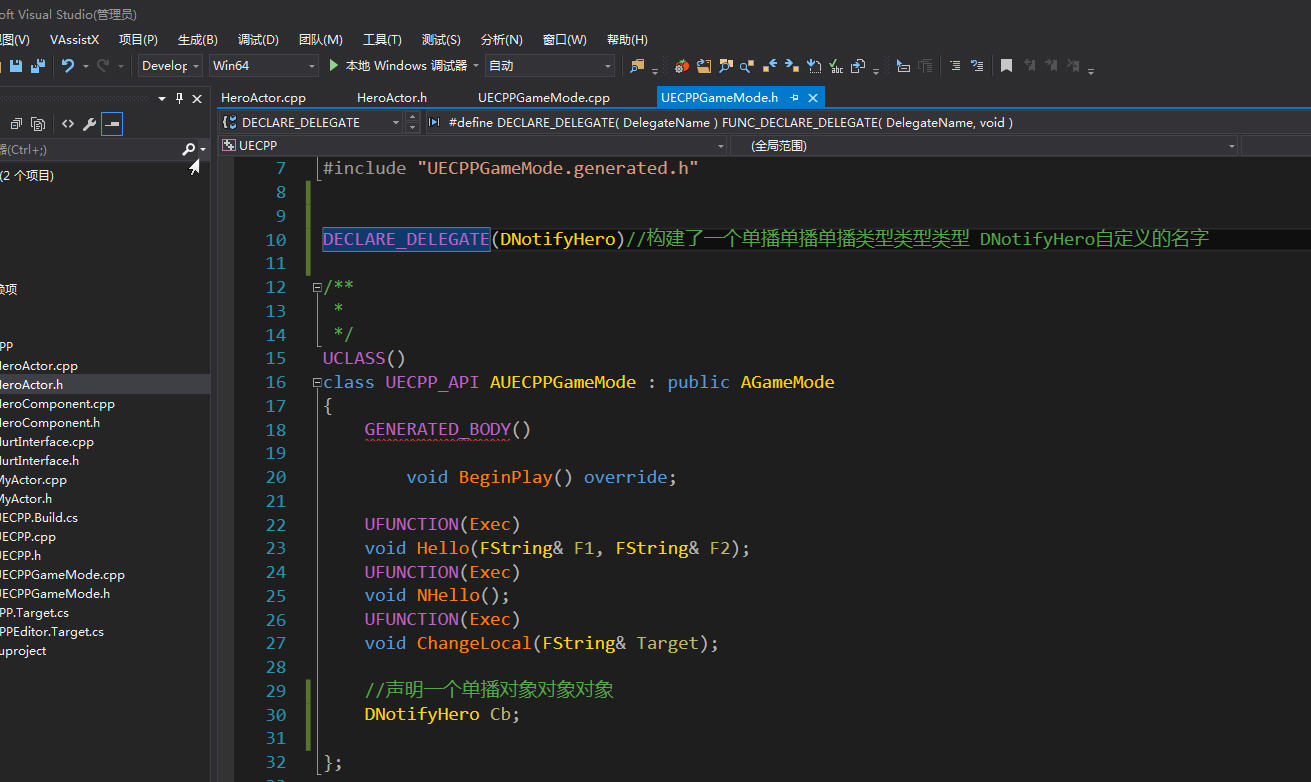 oft Visual Studio(管理员)
图(V) VAssistX 项目(P) 生成(B) 调试(D) 团队(M) 工具(T) 测试(S) 分析(N) 窗口(W) 帮助(H)
Develop Win64 本地 Windows 调试器 自动
HeroActor.cpp HeroActor.h UECPPGameMode.cpp UECPPGameMode.h
DECLARE_DELEGATE #define DECLARE_DELEGATE( DelegateName ) FUNC_DECLARE_DELEGATE( DelegateName, void )
器(Ctrl+;) UECPP (全局范围)
(2 个项目)
赖项
pp
HeroActor.cpp
HeroActor.h
HeroComponent.cpp
HeroComponent.h
HurtInterface.cpp
HurtInterface.h
MyActor.cpp
MyActor.h
UECPP.Build.cs
UECPP.cpp
UECPP.h
UECPPGameMode.cpp
UECPPGameMode.h
PP.Target.cs
PPEditor.Target.cs
uproject
7 #include "UECPPGameMode.generated.h"
8
9
10 DECLARE_DELEGATE(DNotifyHero)//构建了一个单播单播单播类型类型类型 DNotifyHero自定义的名字
11
12 /**
13 *
14 */
15 UCLASS()
16 class UECPP_API AUECPPGameMode : public AGameMode
17 {
18 GENERATED_BODY()
19
20 void BeginPlay() override;
21
22 UFUNCTION(Exec)
23 void Hello(FString& F1, FString& F2);
24 UFUNCTION(Exec)
25 void NHello();
26 UFUNCTION(Exec)
27 void ChangeLocal(FString& Target);
28
29 //声明一个单播对象对象对象
30 DNotifyHero Cb;
31
32 };